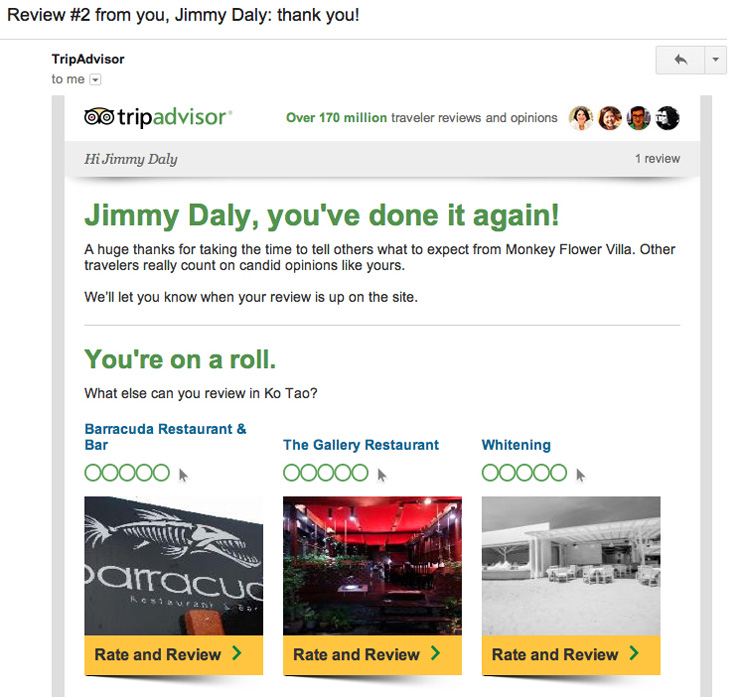 Review #2 from you, Jimmy Daly: thank you!
TripAdvisor
to me
tripadvisor®
Over 170 million traveler reviews and opinions
Hi Jimmy Daly
1 review
Jimmy Daly, you've done it again!
A huge thanks for taking the time to tell others what to expect from Monkey Flower Villa. Other
travelers really count on candid opinions like yours.
We'll let you know when your review is up on the site.
You're on a roll.
What else can you review in Ko Tao?
Barracuda Restaurant &
Bar
The Gallery Restaurant
Whitening
barracud
Restaurant & Bar
Rate and Review
Rate and Review
Rate and Review